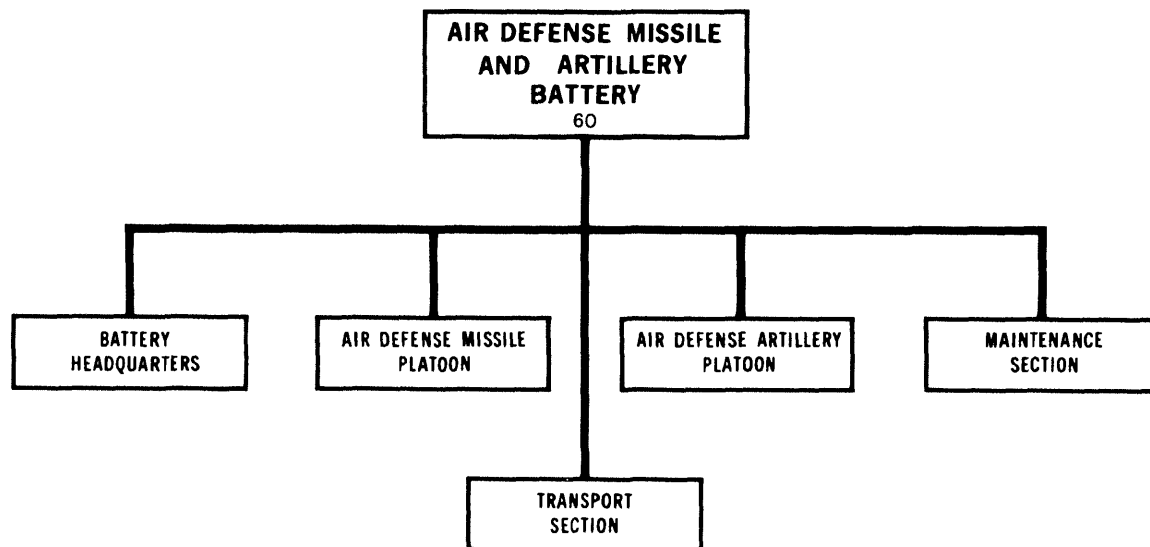 AIR DEFENSE MISSILE
AND ARTILLERY
BATTERY
60
BATTERY
HEADQUARTERS
AIR DEFENSE MISSILE
PLATOON
AIR DEFENSE ARTILLERY
PLATOON
MAINTENANCE
SECTION
TRANSPORT
SECTION